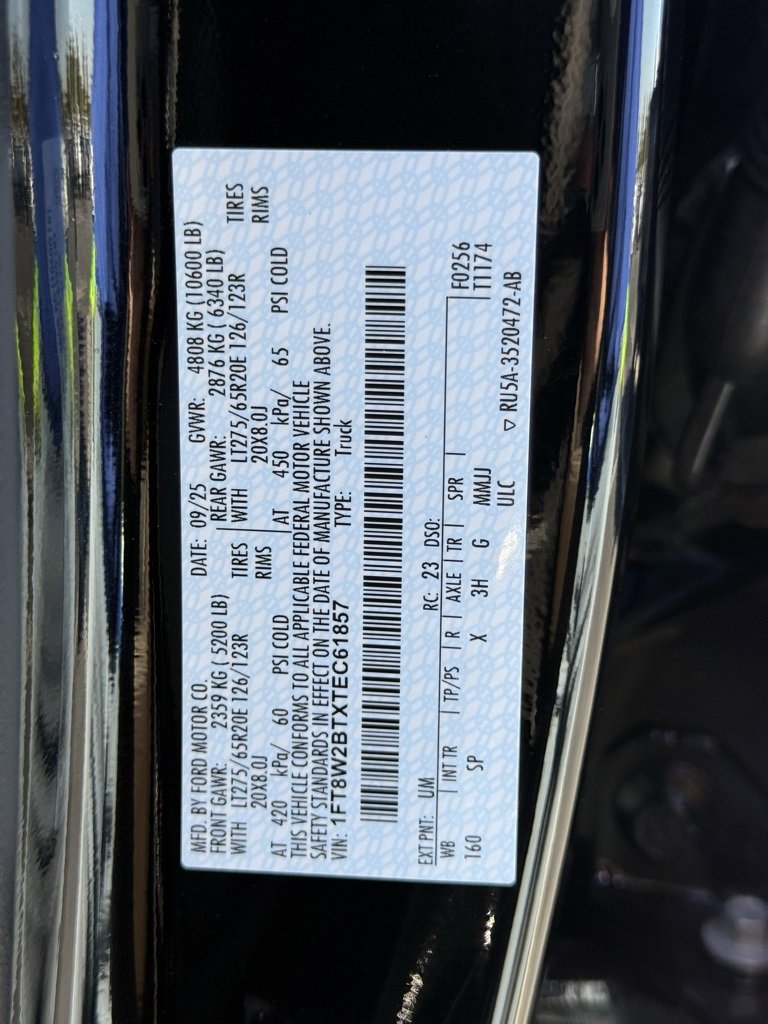 MFD. BY FORD MOTOR CO. DATE: 09/25 GVWR: 4808 KG (10600 LB)
FRONT GAWR: 2359 KG ( 5200 LB) REAR GAWR: 2876 KG ( 6340 LB)
WITH LT275/65R20E 126/123R TIRES WITH LT275/65R20E 126/123R TIRES
20X8.0J RIMS 20X8.0J RIMS
AT 420 kPa/ 60 PSI COLD AT 450 kPa/ 65 PSI COLD
THIS VEHICLE CONFORMS TO ALL APPLICABLE FEDERAL MOTOR VEHICLE
SAFETY STANDARDS IN EFFECT ON THE DATE OF MANUFACTURE SHOWN ABOVE.
VIN: 1FT8W2BTXTEC61857 TYPE: Truck
EXT PNT: UM RC: 23 DSO:
WB INT TR TP/PS R AXLE TR SPR F0256
160 SP X 3H G MMJJ T1174
ULC
▽ RU5A-3520472-AB